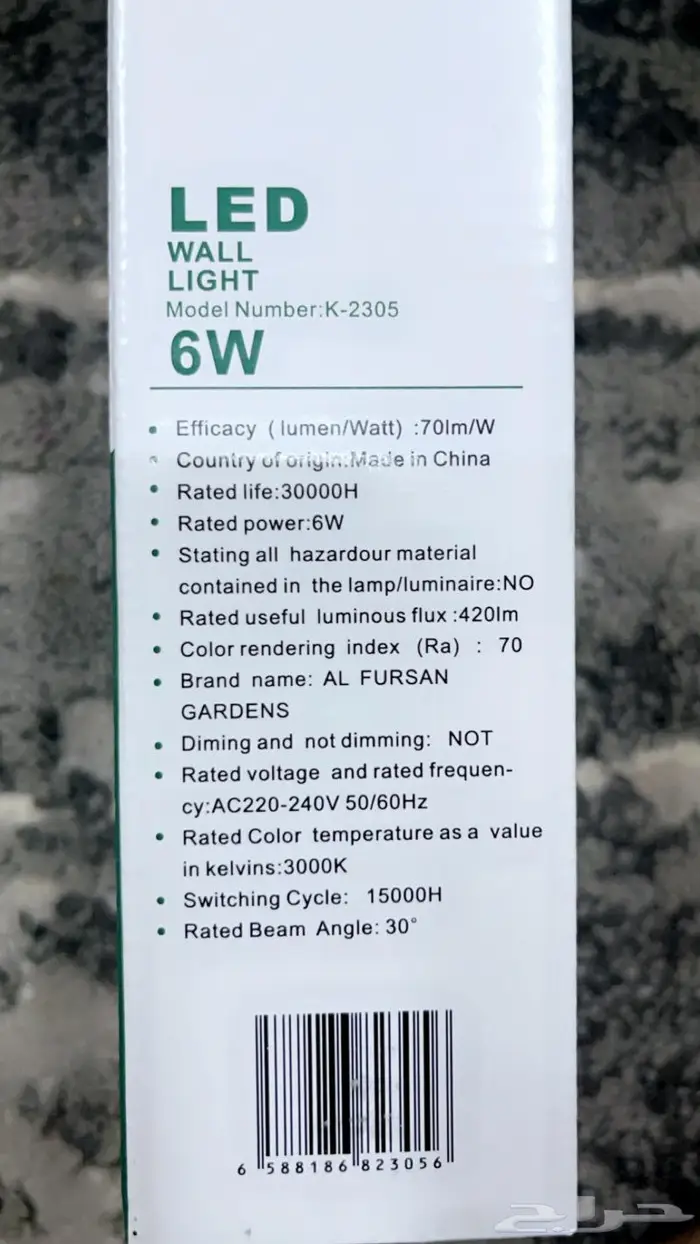 LED
WALL
LIGHT
Model Number:K-2305
6W
Efficacy ( lumen/Watt) :70lm/W
Country of origin:Made in China
Rated life:30000H
Rated power:6W
Stating all hazardour material
contained in the lamp/luminaire:NO
Rated useful luminous flux :420lm
Color rendering index (Ra) : 70
Brand name: AL FURSAN
GARDENS
Diming and not dimming: NOT
Rated voltage and rated frequen-
cy:AC220-240V 50/60Hz
Rated Color temperature as a value
in kelvins:3000K
Switching Cycle: 15000H
Rated Beam Angle: 30°
6 588186 823056
حراج